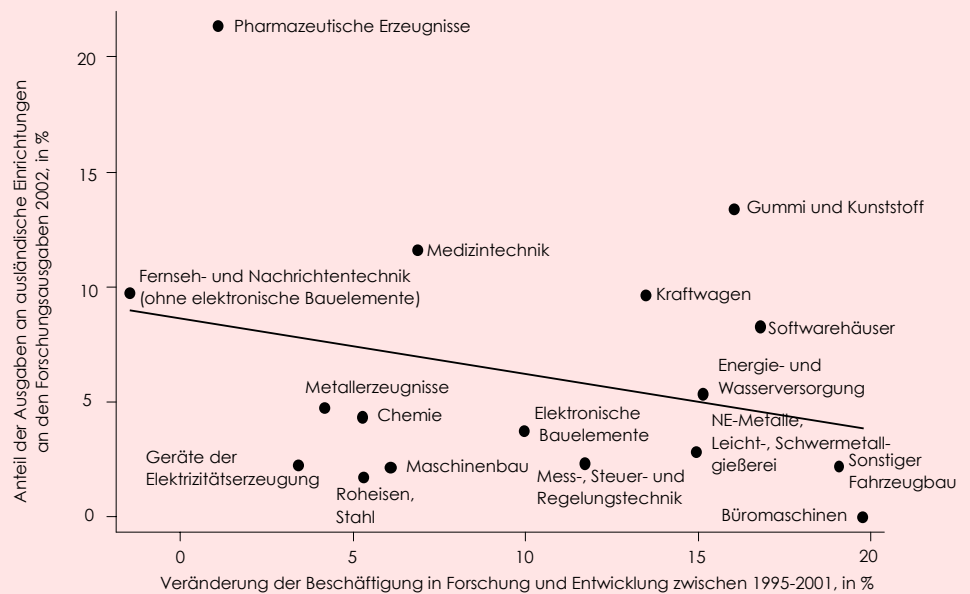 Anteil der Ausgaben an ausländische Einrichtungen
an den Forschungsausgaben 2002, in %
20
15
10
5
0
Pharmazeutische Erzeugnisse
Gummi und Kunststoff
Medizintechnik
Fernseh- und Nachrichtentechnik
(ohne elektronische Bauelemente)
Kraftwagen
Softwarehäuser
Energie- und
Wasserversorgung
Metallerzeugnisse
Chemie
Elektronische
Bauelemente
NE-Metalle,
Leicht-, Schwermetall-
gießerei
Geräte der
Elektrizitätserzeugung
Maschinenbau
Roheisen,
Stahl
Mess-, Steuer- und
Regelungstechnik
Sonstiger
Fahrzeugbau
Büromaschinen
0
5
10
15
20
Veränderung der Beschäftigung in Forschung und Entwicklung zwischen 1995-2001, in %